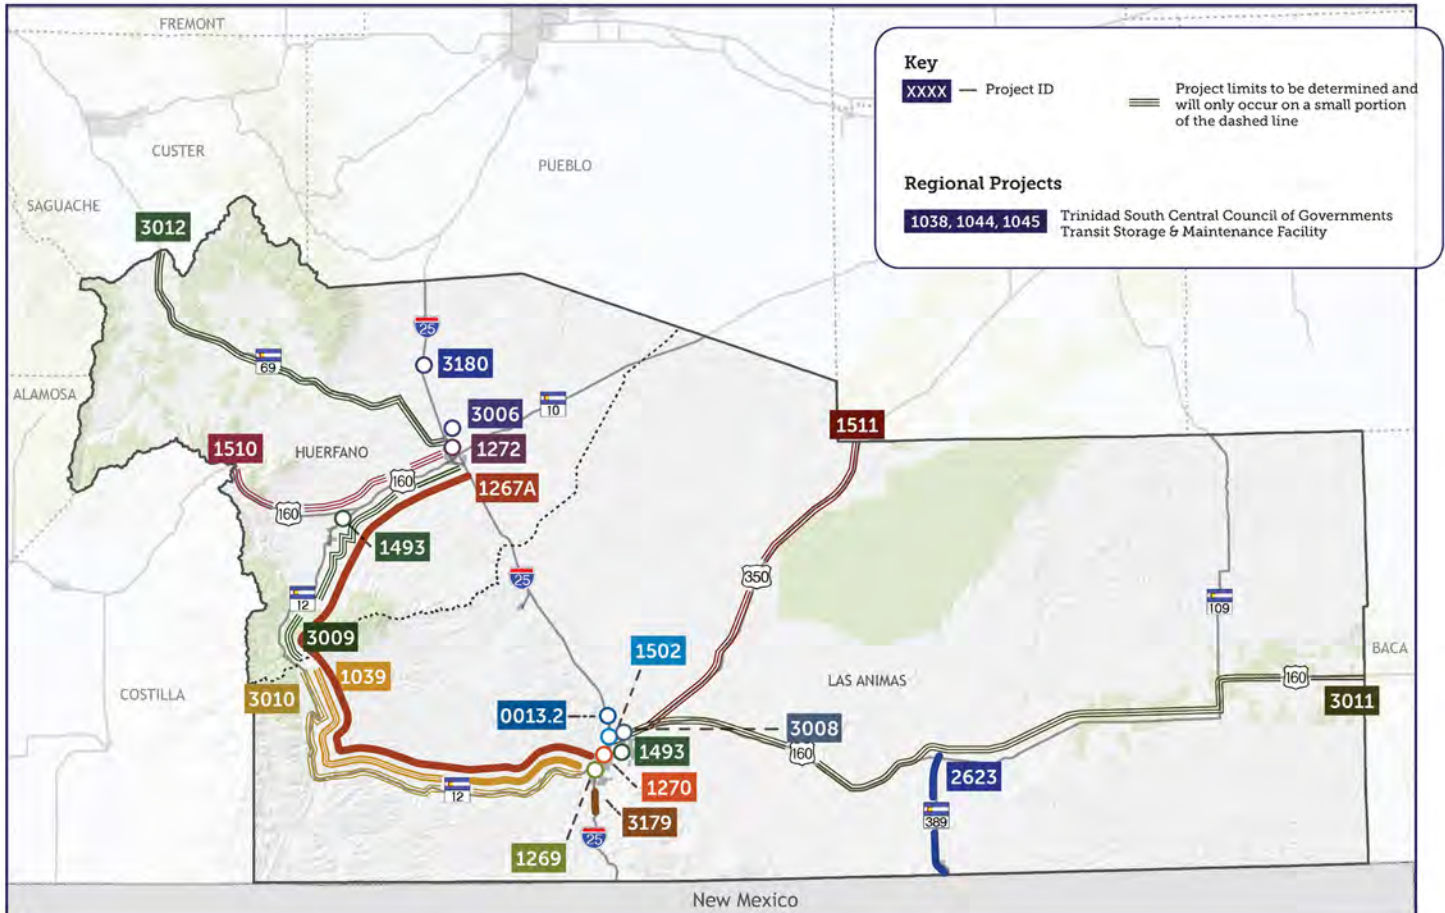 FREMONT
Key
XXXX — Project ID
Project limits to be determined and
will only occur on a small portion
of the dashed line
CUSTER
PUEBLO
Regional Projects
SAGUACHE
1038, 1044, 1045
Trinidad South Central Council of Governments
Transit Storage & Maintenance Facility
3012
25
69
3180
ALAMOSA
10
3006
1511
1510
HUERFANO
1272
160
1267A
160
1493
350
25
12
109
3009
1502
BACA
1039
LAS ANIMAS
160
COSTILLA
3010
3011
0013.2
3008
1493
160
2623
12
1270
389
3179
25
1269
New Mexico